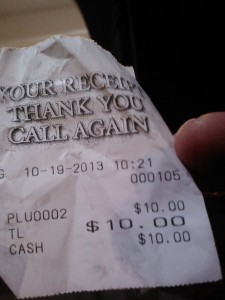 YOUR RECEIP
THANK YOU
CALL AGAIN
G 10-19-2013 10:21
000105
PLU0002 $10.00
TL $10.00
CASH $10.00